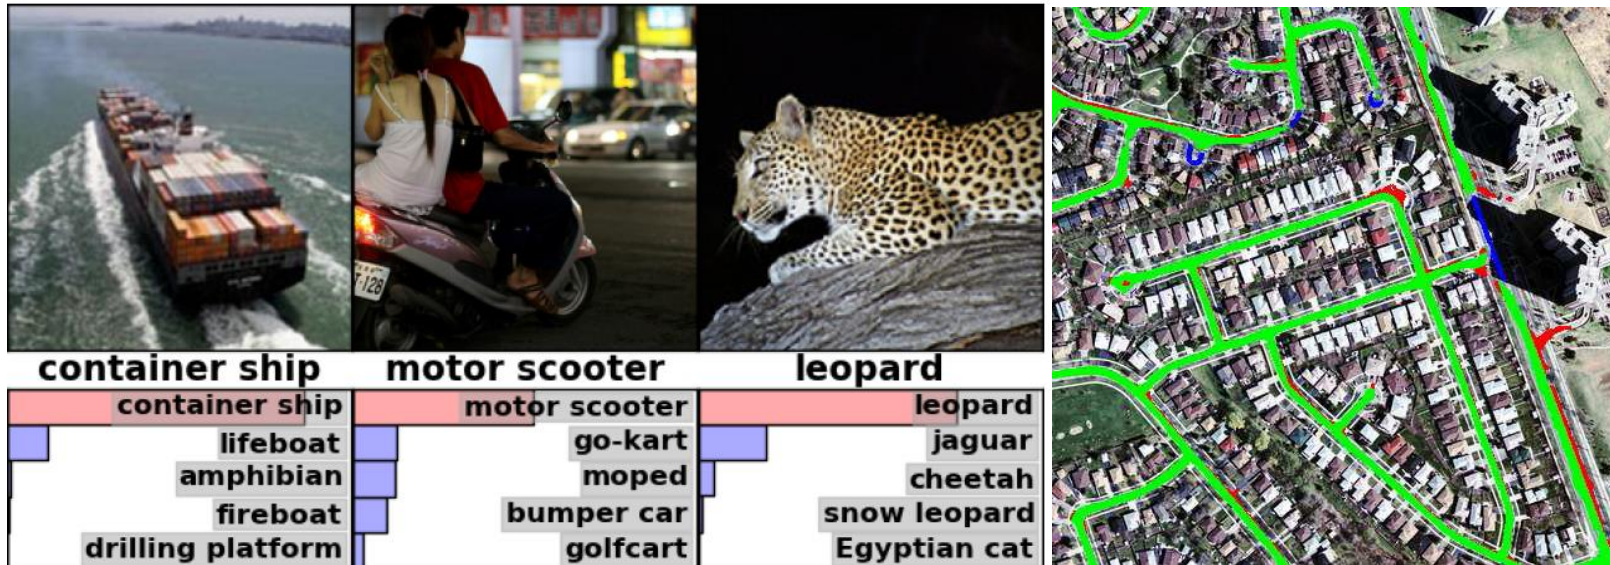 container ship
motor scooter
leopard
container ship
lifeboat
amphibian
fireboat
drilling platform
motor scooter
go-kart
moped
bumper car
golfcart
leopard
jaguar
cheetah
snow leopard
Egyptian cat